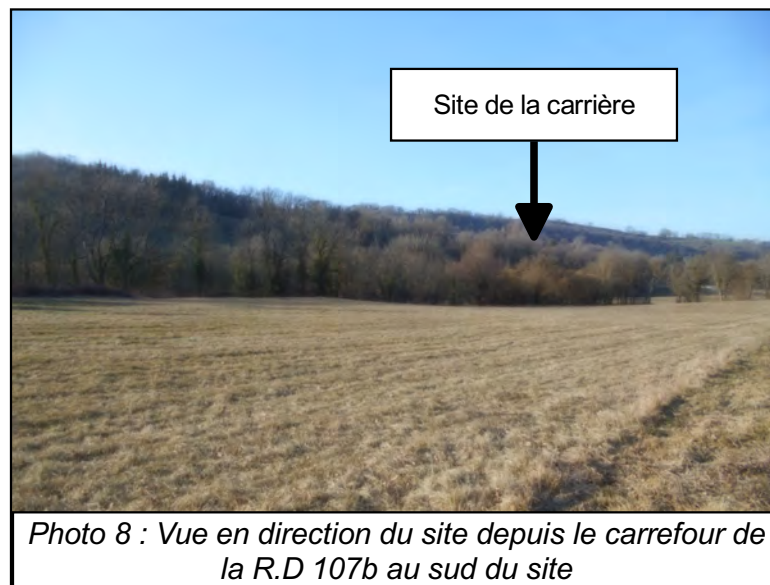 Site de la carrière
Photo 8 : Vue en direction du site depuis le carrefour de
la R.D 107b au sud du site